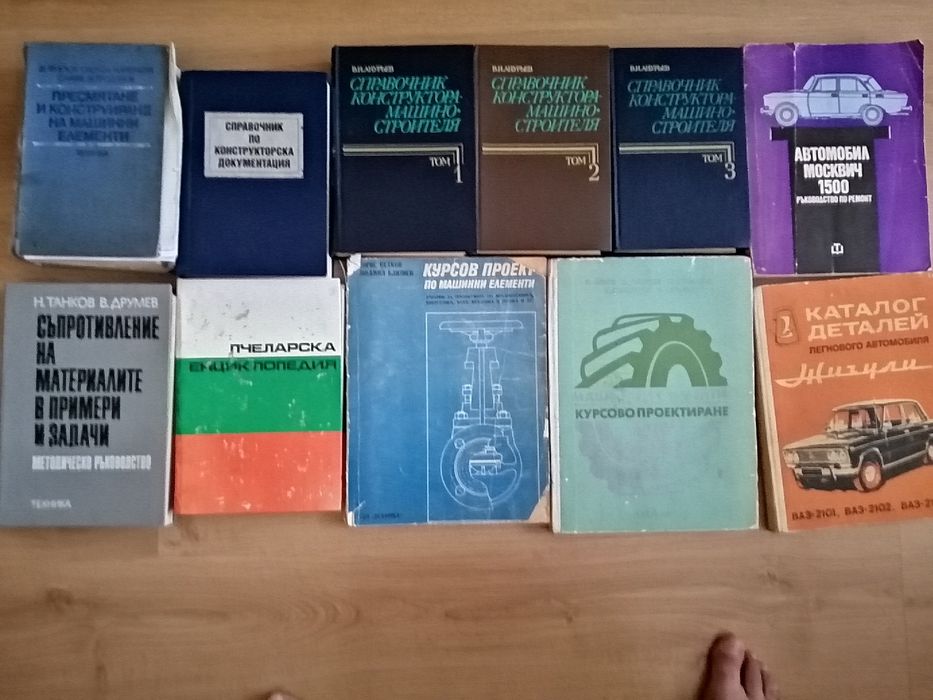 ПРЕСМЯТАНЕ
И КОНСТРУИРАНЕ
НА МАШИННИ
ЕЛЕМЕНТИ
СПРАВОЧНИК
ПО
КОНСТРУКТОРСКА
ДОКУМЕНТАЦИЯ
В.И.АНУРЬЕВ
СПРАВОЧНИК
КОНСТРУКТОРА-
МАШИНО-
СТРОИТЕЛЯ
ТОМ 1
В.И.АНУРЬЕВ
СПРАВОЧНИК
КОНСТРУКТОРА-
МАШИНО-
СТРОИТЕЛЯ
ТОМ 2
В.И.АНУРЬЕВ
СПРАВОЧНИК
КОНСТРУКТОРА-
МАШИНО-
СТРОИТЕЛЯ
ТОМ 3
АВТОМОБИЛ
МОСКВИЧ
1500
РЪКОВОДСТВО ПО РЕМОНТ
Н.ТАНКОВ В.ДРУМЕВ
СЪПРОТИВЛЕНИЕ
НА
МАТЕРИАЛИТЕ
В ПРИМЕРИ
И ЗАДАЧИ
МЕТОДИЧЕСКО РЪКОВОДСТВО
ТЕХНИКА
ПЧЕЛАРСКА
ЕНЦИКЛОПЕДИЯ
КУРСОВ ПРОЕКТ
ПО МАШИННИ ЕЛЕМЕНТИ
КУРСОВО ПРОЕКТИРАНЕ
КАТАЛОГ
ДЕТАЛЕЙ
ЛЕГКОВОГО АВТОМОБИЛЯ
Жигули
ВАЗ-2101, ВАЗ-2102, ВАЗ-2